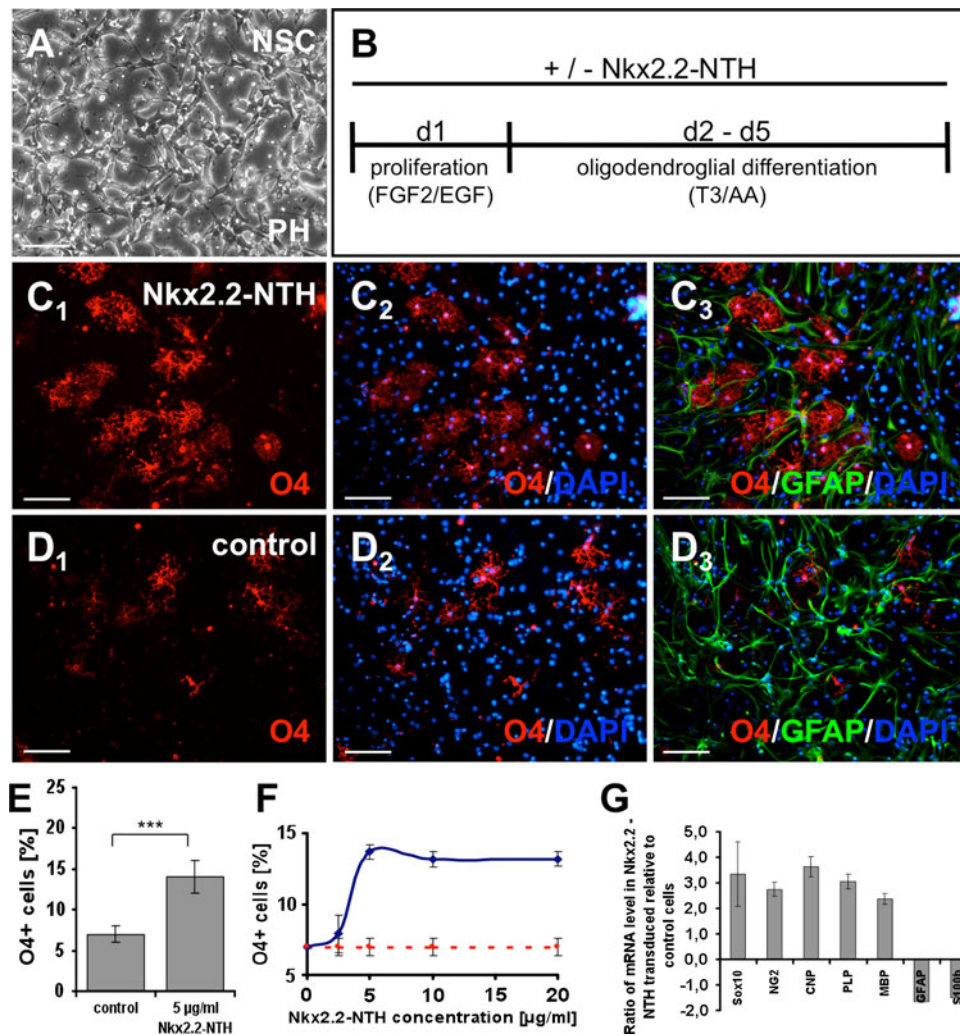 A
NSC
PH
B
+ / - Nkx2.2-NTH
d1
d2 - d5
proliferation
(FGF2/EGF)
oligodendroglial differentiation
(T3/AA)
C1
Nkx2.2-NTH
O4
C2
O4/DAPI
C3
O4/GFAP/DAPI
D1
control
O4
D2
O4/DAPI
D3
O4/GFAP/DAPI
E
O4+ cells [%]
25
20
15
10
5
0
***
control
5 µg/ml
Nkx2.2-NTH
F
O4+ cells [%]
15
10
5
0
5
10
15
20
Nkx2.2-NTH concentration [µg/ml]
G
Ratio of mRNA level in Nkx2.2 -
NTH transduced relative to
control cells
5,0
4,0
3,0
2,0
1,0
0,0
-1,0
-2,0
Sox10
NG2
CNP
PLP
MBP
GFAP
s100b